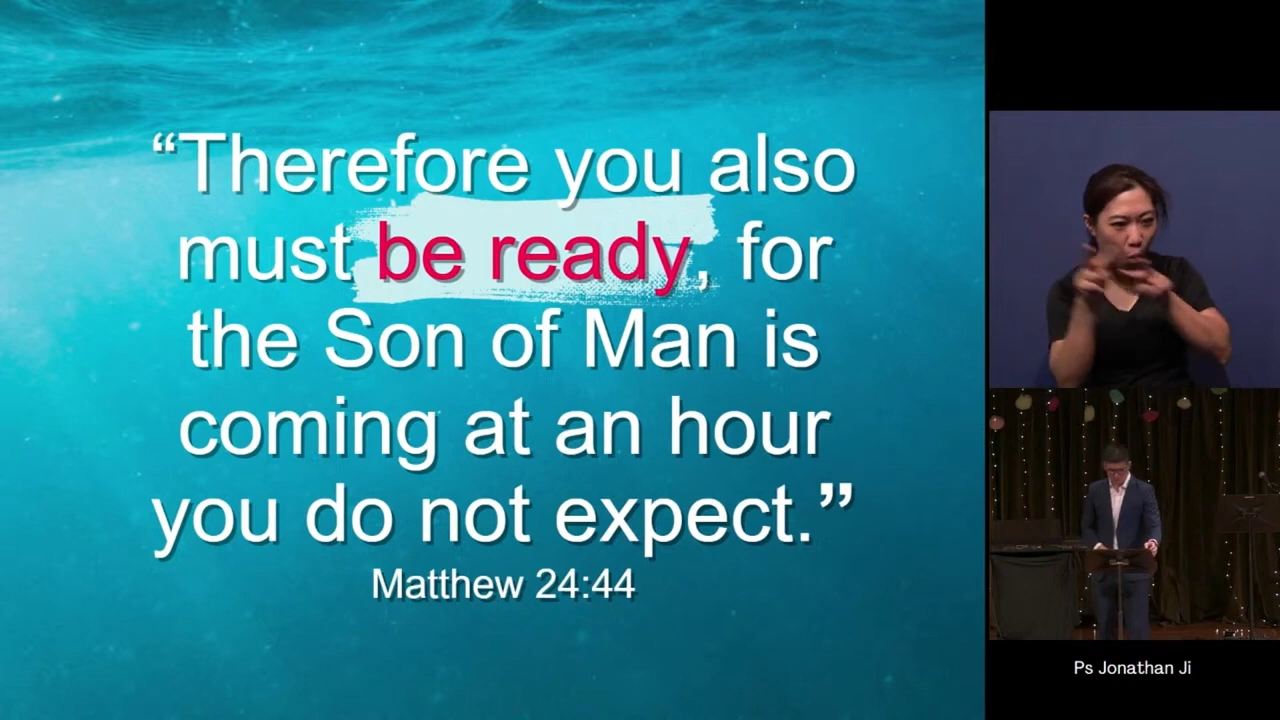 “Therefore you also
must be ready, for
the Son of Man is
coming at an hour
you do not expect.”
Matthew 24:44
Ps Jonathan Ji